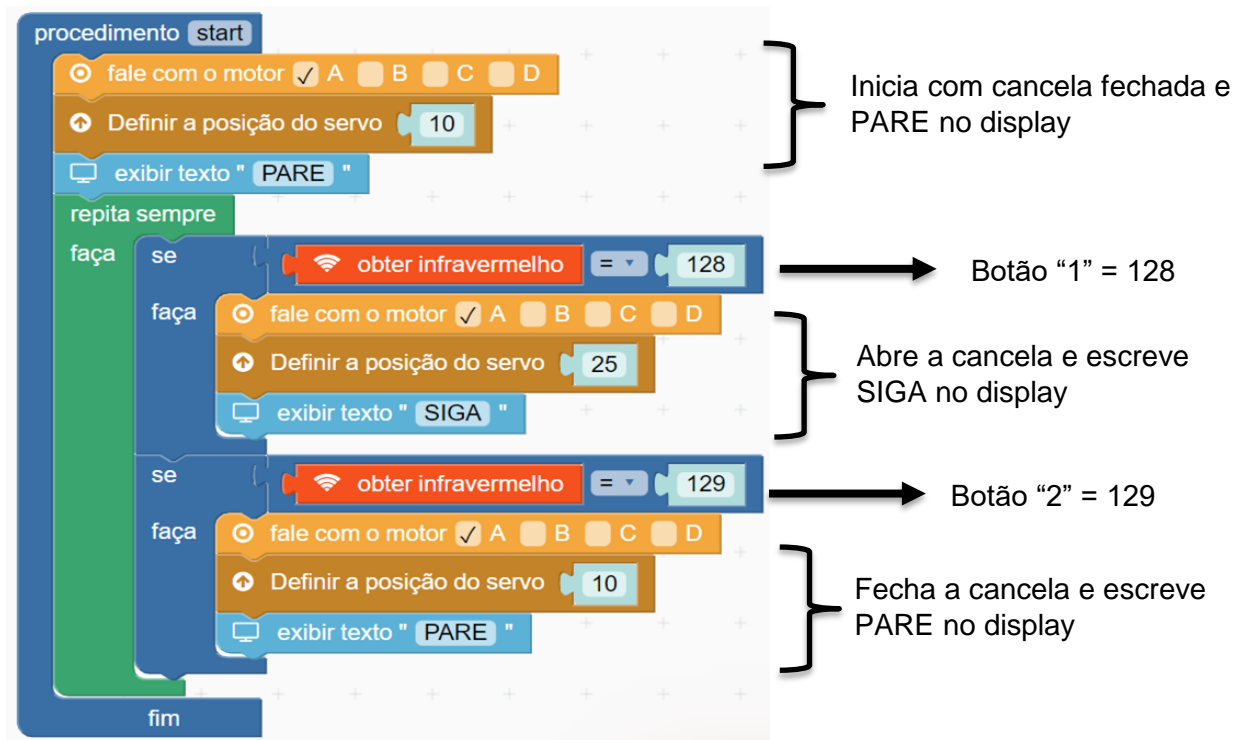 procedimento start
fale com o motor A B C D
Definir a posição do servo 10
exibir texto " PARE "
Inicia com cancela fechada e
PARE no display
repita sempre
faça se obter infravermelho = 128
Botão “1” = 128
faça fale com o motor A B C D
Definir a posição do servo 25
exibir texto " SIGA "
Abre a cancela e escreve
SIGA no display
se obter infravermelho = 129
Botão “2” = 129
faça fale com o motor A B C D
Definir a posição do servo 10
exibir texto " PARE "
Fecha a cancela e escreve
PARE no display
fim